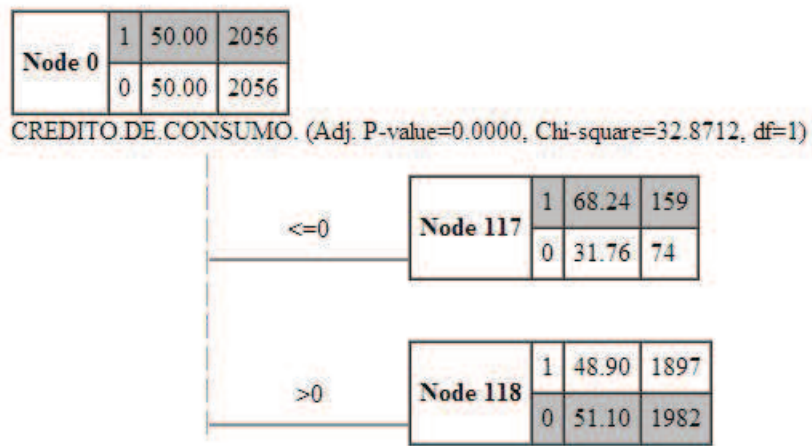 Node 0
1 50.00 2056
0 50.00 2056
CREDITO.DE.CONSUMO. (Adj. P-value=0.0000, Chi-square=32.8712, df=1)
<=0
Node 117
1 68.24 159
0 31.76 74
>0
Node 118
1 48.90 1897
0 51.10 1982